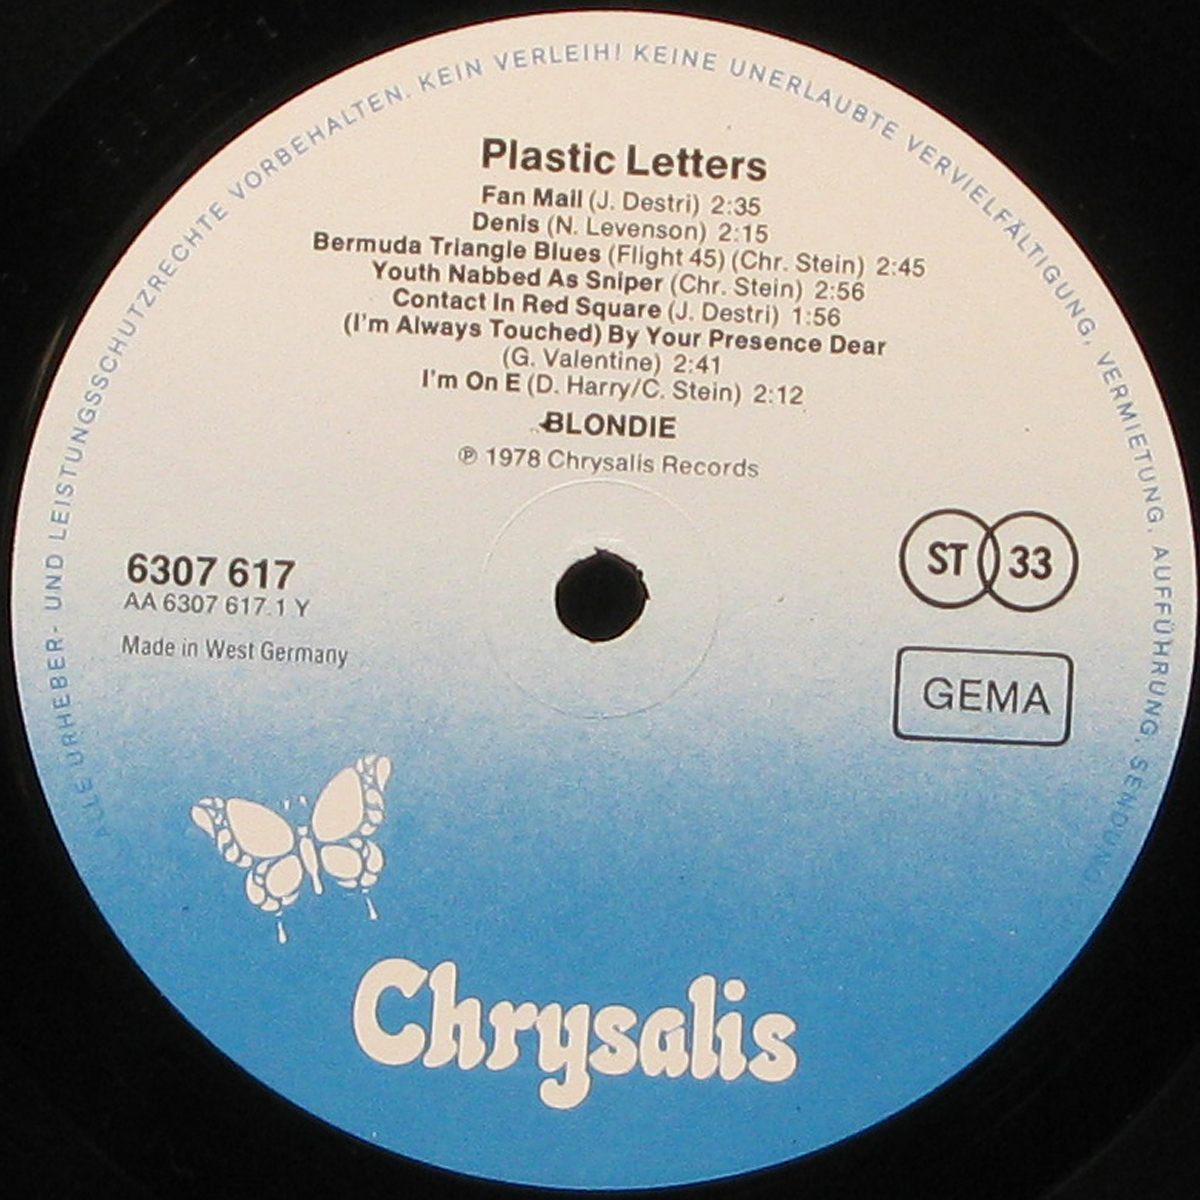 ALLE URHEBER- UND LEISTUNGSSCHUTZRECHTE VORBEHALTEN. KEIN VERLEIH! KEINE UNERLAUBTE VERVIELFÄLTIGUNG, VERMIETUNG, AUFFÜHRUNG, SENDUNG!
Plastic Letters
Fan Mail (J. Destri) 2:35
Denis (N. Levenson) 2:15
Bermuda Triangle Blues (Flight 45) (Chr. Stein) 2:45
Youth Nabbed As Sniper (Chr. Stein) 2:56
Contact In Red Square (J. Destri) 1:56
(I'm Always Touched) By Your Presence Dear
(G. Valentine) 2:41
I'm On E (D. Harry/C. Stein) 2:12
BLONDIE
℗ 1978 Chrysalis Records
6307 617
AA 6307 617.1 Y
Made in West Germany
ST 33
GEMA
Chrysalis